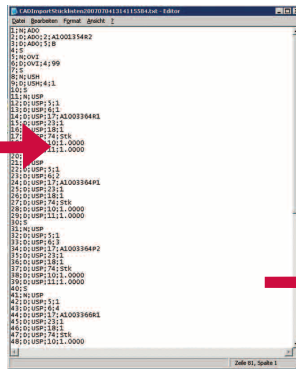 CADImportStücklisten20070704131411558​4.txt - Editor
Datei Bearbeiten Format Ansicht ?
1;N;ADO
2;D;ADO;2;A1001354R2
3;D;ADO;5;B
4;S
5;N;OVI
6;D;OVI;4;99
7;S
8;N;USH
9;D;USH;4;1
10;S
11;N;USP
12;D;USP;5;1
13;D;USP;6;1
14;D;USP;17;A1003364R1
15;D;USP;23;1
USP;18;1
USP;74;Stk
10;1.0000
11;1.0000
20;
USP
22;D;USP;5;1
23;D;USP;6;2
24;D;USP;17;A1003364P1
25;D;USP;23;1
26;D;USP;18;1
27;D;USP;74;Stk
28;D;USP;10;1.0000
29;D;USP;11;1.0000
30;S
31;N;USP
32;D;USP;5;1
33;D;USP;6;3
34;D;USP;17;A1003364P2
35;D;USP;23;1
36;D;USP;18;1
37;D;USP;74;Stk
38;D;USP;10;1.0000
39;D;USP;11;1.0000
40;S
41;N;USP
42;D;USP;5;1
43;D;USP;6;4
44;D;USP;17;A1003366R1
45;D;USP;23;1
46;D;USP;18;1
47;D;USP;74;Stk
48;D;USP;10;1.0000
Zeile 81, Spalte 1